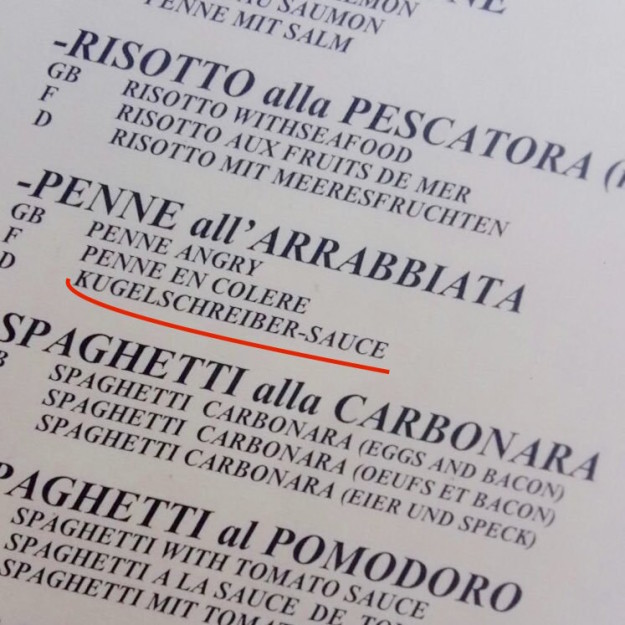 AU SAUMON
PENNE MIT SALM
-RISOTTO alla PESCATORA
GB RISOTTO WITHSEAFOOD
F RISOTTO AUX FRUITS DE MER
D RISOTTO MIT MEERESFRUCHTEN
-PENNE all'ARRABBIATA
GB PENNE ANGRY
F PENNE EN COLERE
D KUGELSCHREIBER-SAUCE
SPAGHETTI alla CARBONARA
SPAGHETTI CARBONARA (EGGS AND BACON)
SPAGHETTI CARBONARA (OEUFS ET BACON)
SPAGHETTI CARBONARA (EIER UND SPECK)
SPAGHETTI al POMODORO
SPAGHETTI WITH TOMATO SAUCE
SPAGHETTI A LA SAUCE DE
SPAGHETTI MIT